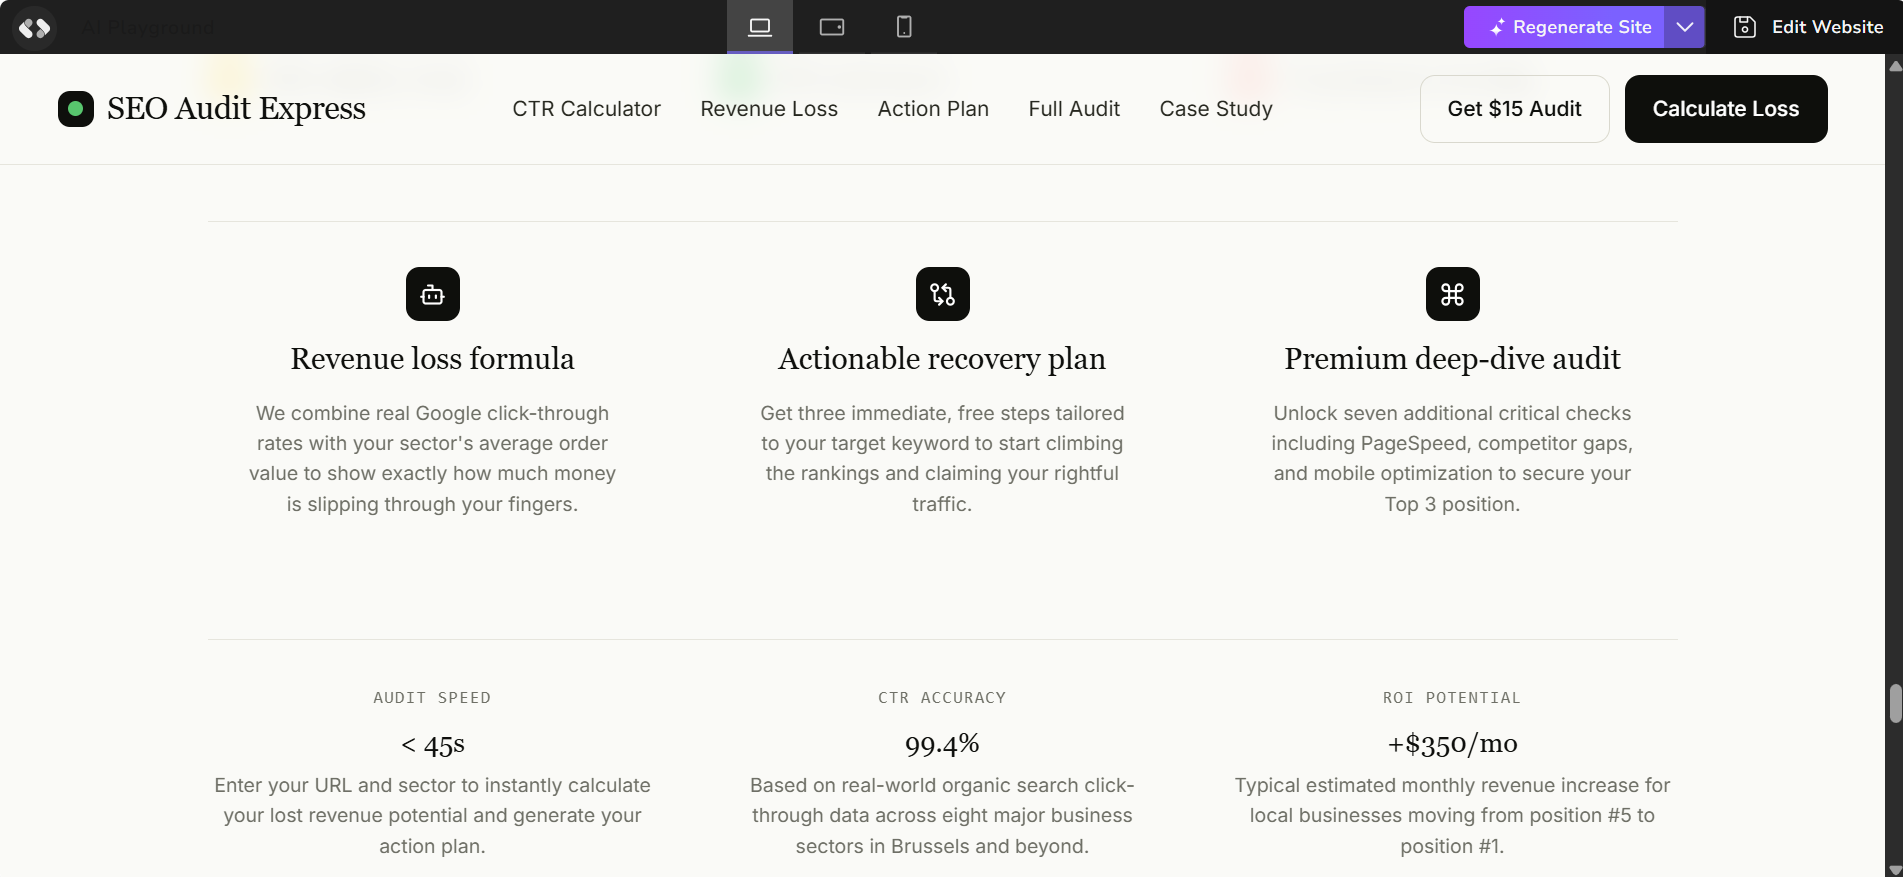 AI Playground
Regenerate Site
Edit Website
SEO Audit Express
CTR Calculator
Revenue Loss
Action Plan
Full Audit
Case Study
Get $15 Audit
Calculate Loss
Revenue loss formula
We combine real Google click-through
rates with your sector's average order
value to show exactly how much money
is slipping through your fingers.
Actionable recovery plan
Get three immediate, free steps tailored
to your target keyword to start climbing
the rankings and claiming your rightful
traffic.
Premium deep-dive audit
Unlock seven additional critical checks
including PageSpeed, competitor gaps,
and mobile optimization to secure your
Top 3 position.
AUDIT SPEED
< 45s
Enter your URL and sector to instantly calculate
your lost revenue potential and generate your
action plan.
CTR ACCURACY
99.4%
Based on real-world organic search click-
through data across eight major business
sectors in Brussels and beyond.
ROI POTENTIAL
+$350/mo
Typical estimated monthly revenue increase for
local businesses moving from position #5 to
position #1.